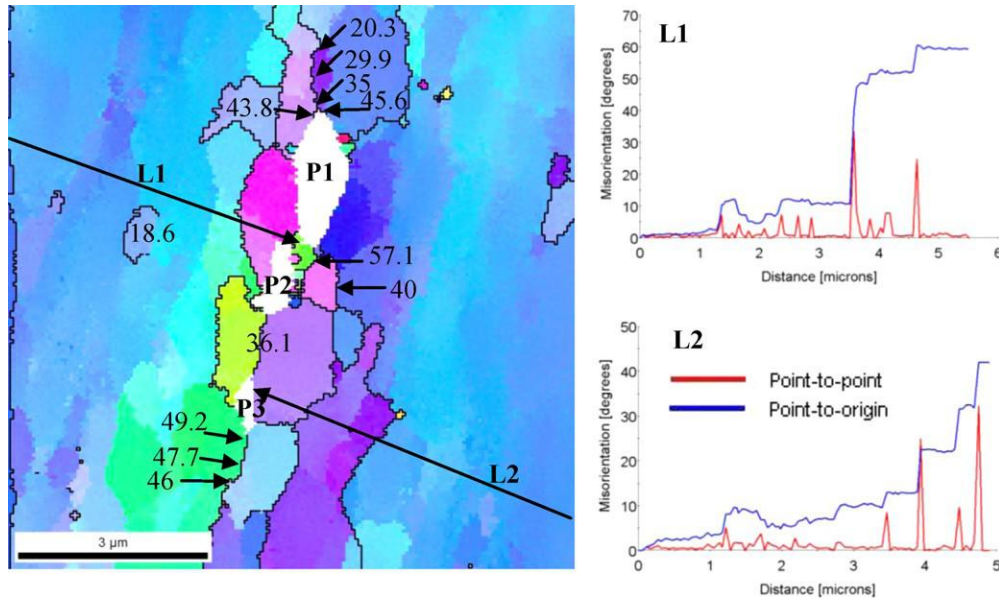 20.3
29.9
35
43.8
45.6
P1
L1
18.6
57.1
P2
40
36.1
P3
49.2
47.7
46
L2
3 µm
L1
Misorientation [degrees]
70
60
50
40
30
20
10
0
0 1 2 3 4 5 6
Distance [microns]
L2
Point-to-point
Point-to-origin
Misorientation [degrees]
50
40
30
20
10
0
0 1 2 3 4 5
Distance [microns]